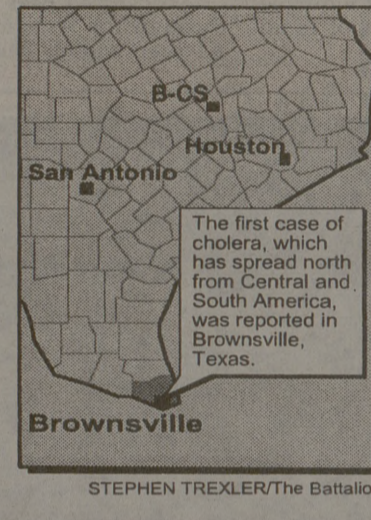 B-CS
Houston
San Antonio
The first case of
cholera, which
has spread north
from Central and
South America,
was reported in
Brownsville,
Texas.
Brownsville
STEPHEN TREXLER/The Battalio